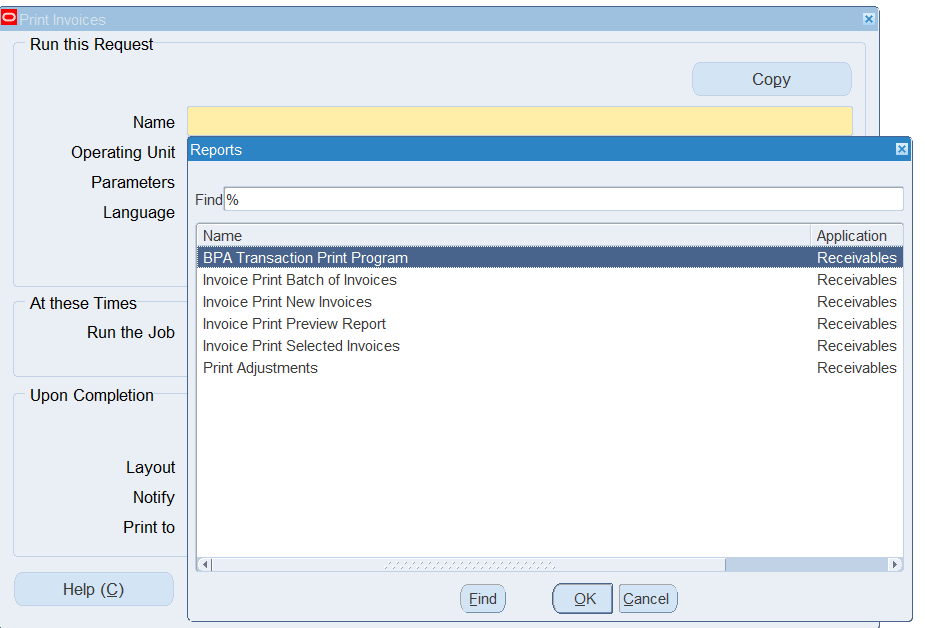 Print Invoices
Run this Request
Copy
Name
Operating Unit
Parameters
Language
At these Times
Run the Job
Upon Completion
Layout
Notify
Print to
Help (C)
Reports
Find %
Name Application
BPA Transaction Print Program Receivables
Invoice Print Batch of Invoices Receivables
Invoice Print New Invoices Receivables
Invoice Print Preview Report Receivables
Invoice Print Selected Invoices Receivables
Print Adjustments Receivables
Find OK Cancel